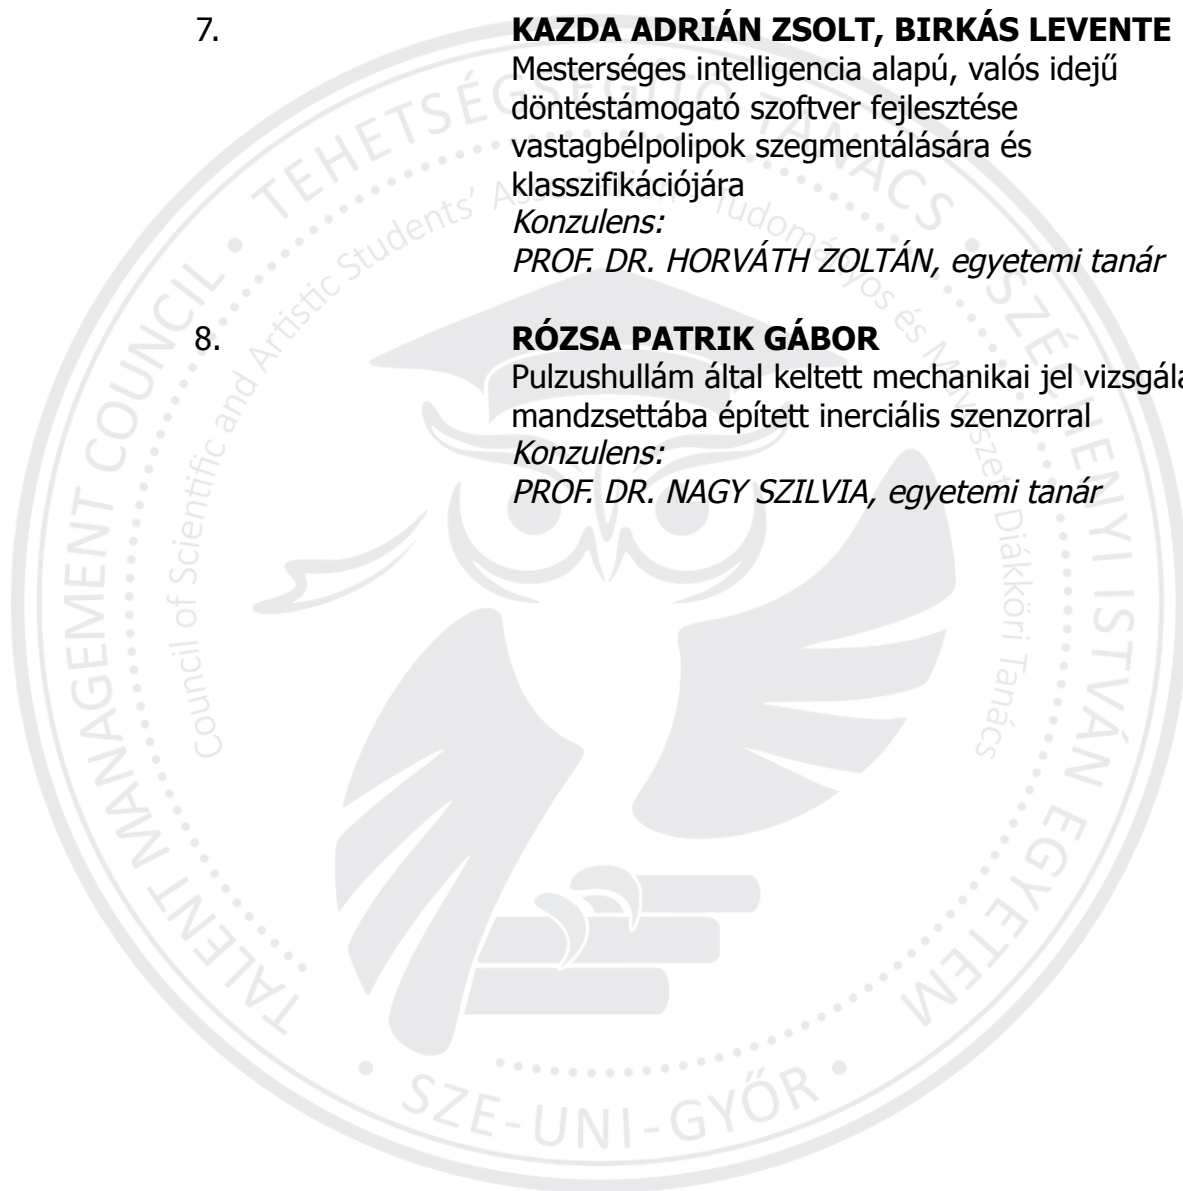 7.
KAZDA ADRIÁN ZSOLT, BIRKÁS LEVENTE
Mesterséges intelligencia alapú, valós idejű
döntéstámogató szoftver fejlesztése
vastagbélpolipok szegmentálására és
klasszifikációjára
Konzulens:
PROF. DR. HORVÁTH ZOLTÁN, egyetemi tanár
8.
RÓZSA PATRIK GÁBOR
Pulzushullám által keltett mechanikai jel
mandzsettába épített inerciális szenzorral
Konzulens:
PROF. DR. NAGY SZILVIA, egyetemi tanár
TALENT MANAGEMENT COUNCIL • TEHETSÉGSEGÍTŐ TANÁCS • SZÉCHENYI ISTVÁN EGYETEM
Council of Scientific and Artistic Students' Association - Tudományos és Művészeti Diákköri Tanács
• SZE-UNI-GYŐR •